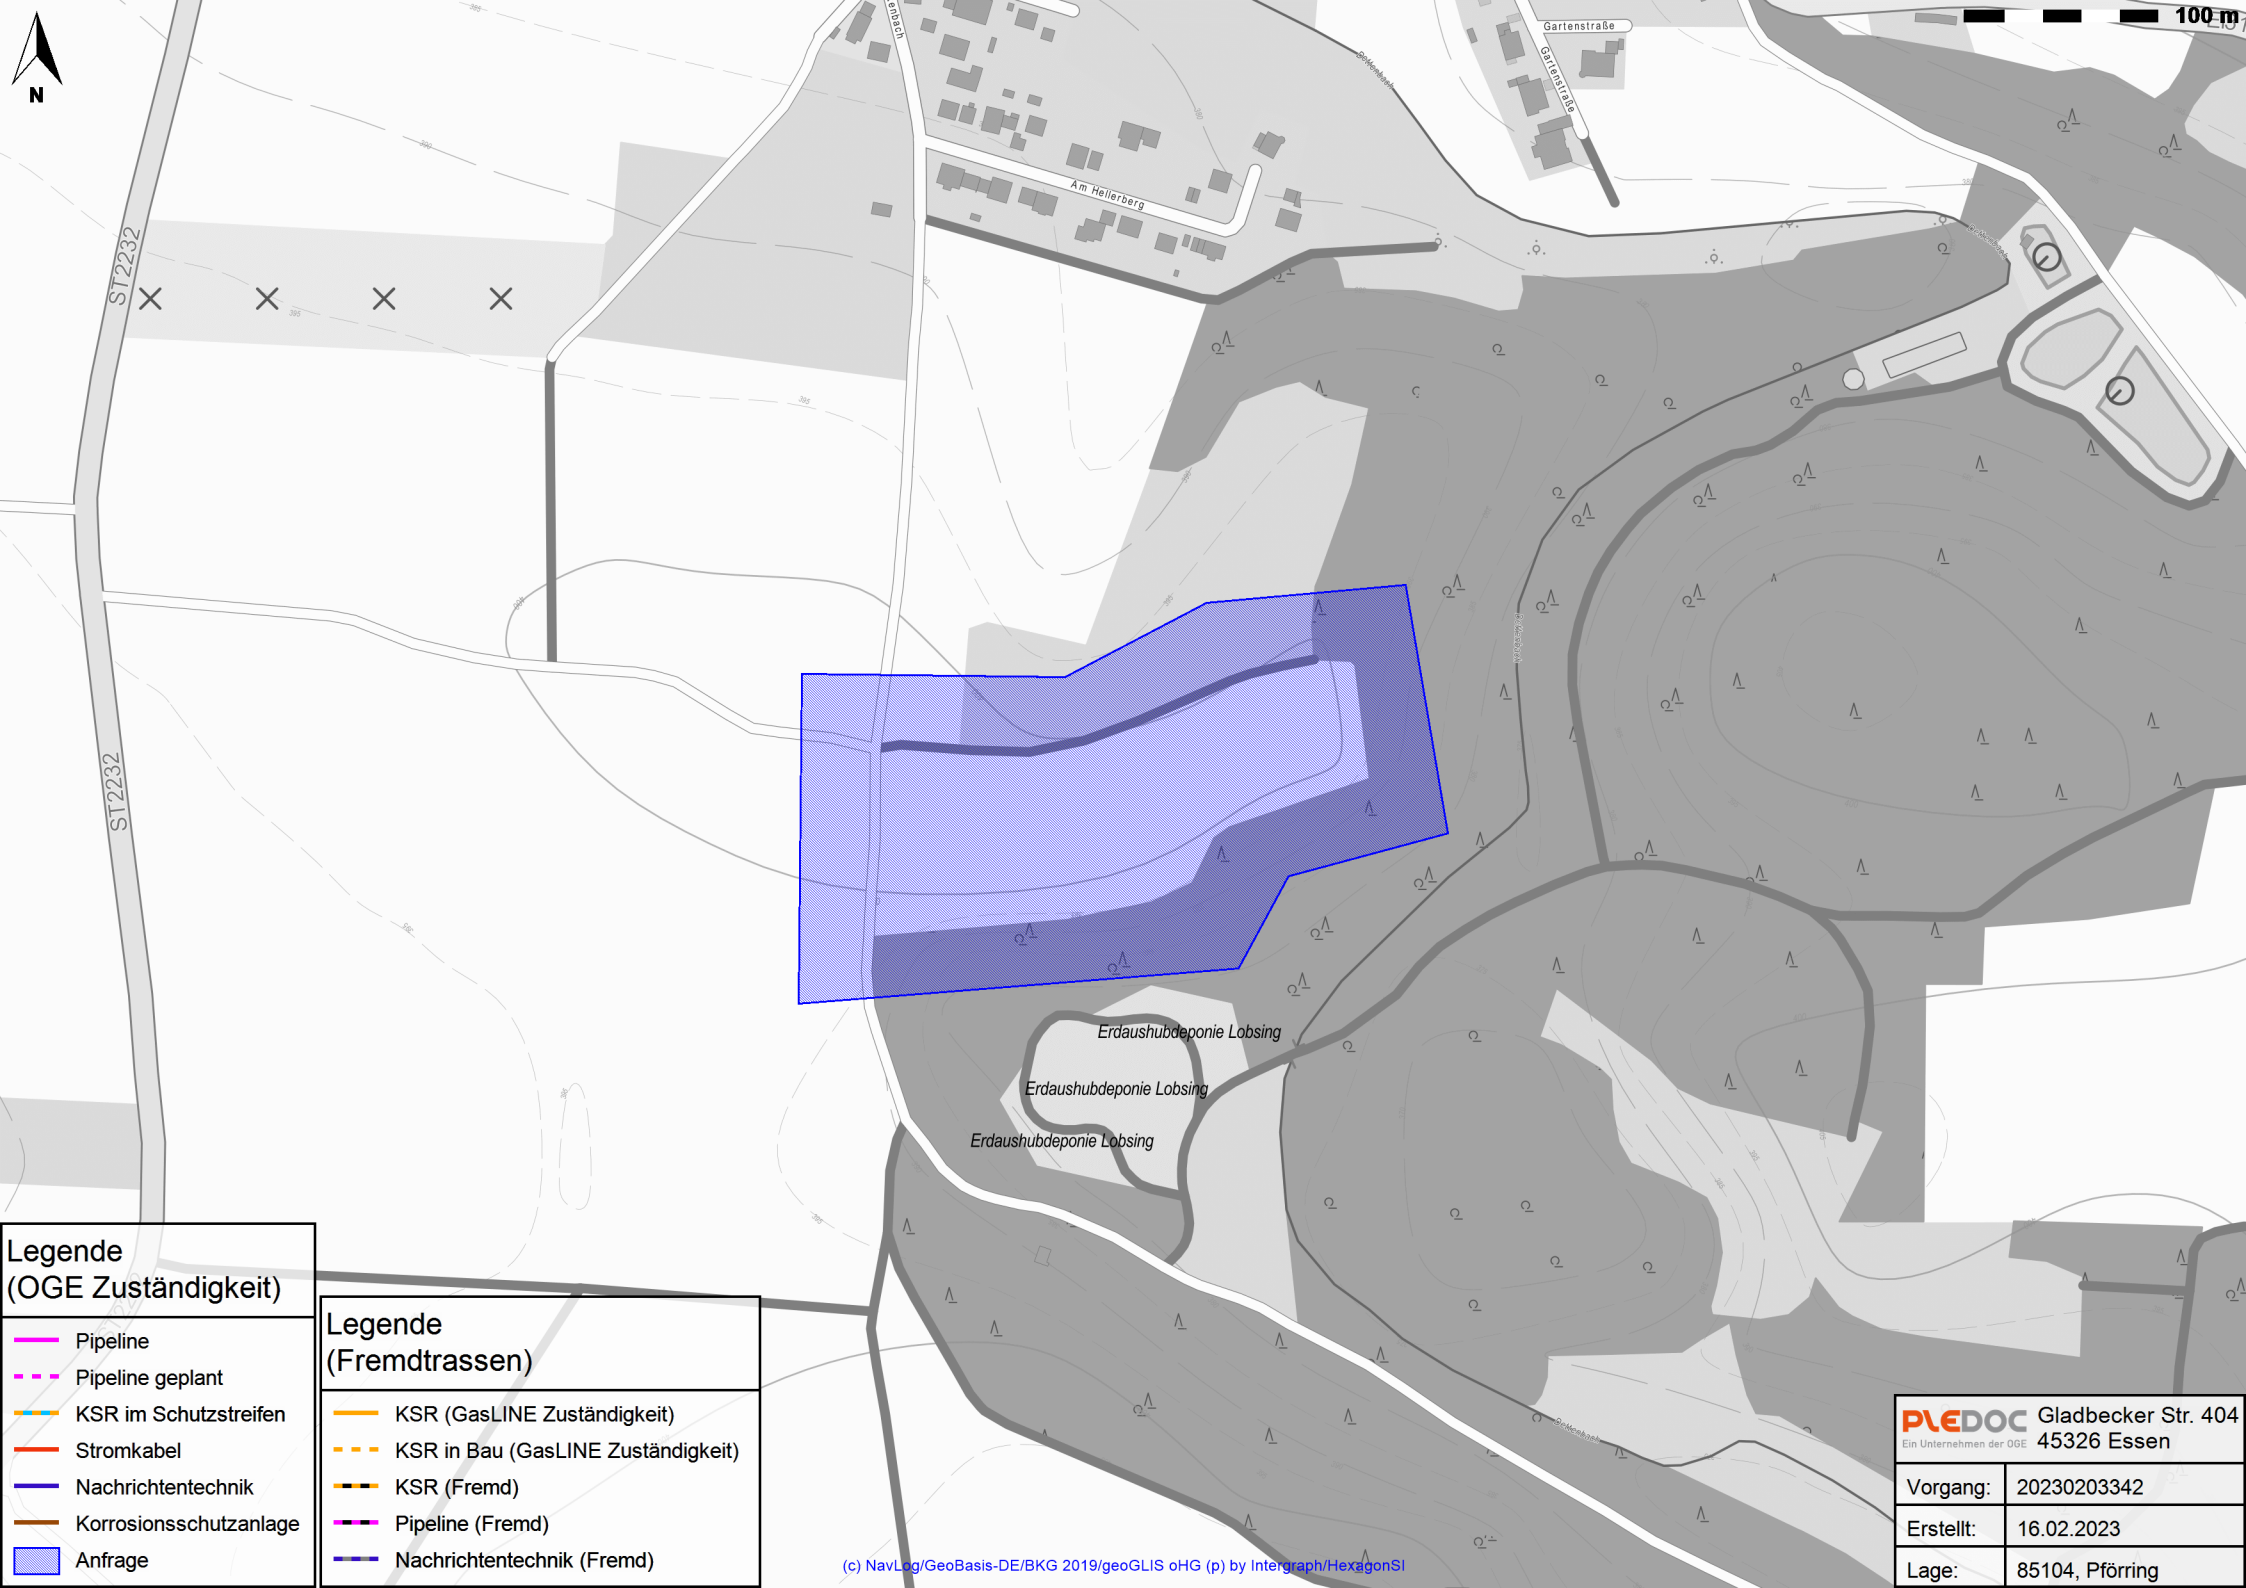 N
100 m
Gartenstraße
Gartenstraße
Am Hellerberg
ST2232
ST2232
Erdaushubdeponie Lobsing
Erdaushubdeponie Lobsing
Erdaushubdeponie Lobsing
Legende
(OGE Zuständigkeit)
Pipeline
Pipeline geplant
KSR im Schutzstreifen
Stromkabel
Nachrichtentechnik
Korrosionsschutzanlage
Anfrage
Legende
(Fremdtrassen)
KSR (GasLINE Zuständigkeit)
KSR in Bau (GasLINE Zuständigkeit)
KSR (Fremd)
Pipeline (Fremd)
Nachrichtentechnik (Fremd)
(c) NavLog/GeoBasis-DE/BKG 2019/geoGLIS oHG (p) by Intergraph/HexagonSI
PLEDOC
Ein Unternehmen der OGE
Gladbecker Str. 404
45326 Essen
Vorgang: 20230203342
Erstellt: 16.02.2023
Lage: 85104, Pförring